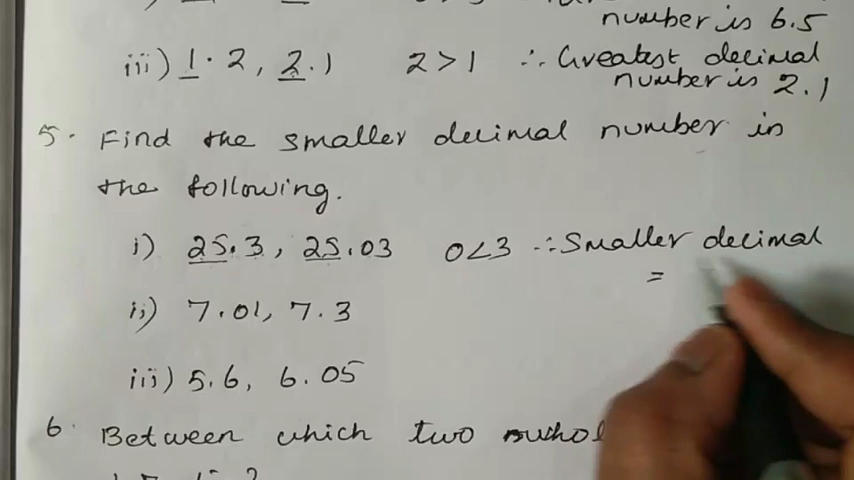 number is 6.5
iii) 1.2, 2.1 2>1 ∴ Greatest decimal
number is 2.1
5. Find the smaller decimal number in
the following.
i) 25.3, 25.03 0<3 ∴ Smaller decimal
=
ii) 7.01, 7.3
iii) 5.6, 6.05
6. Between which two